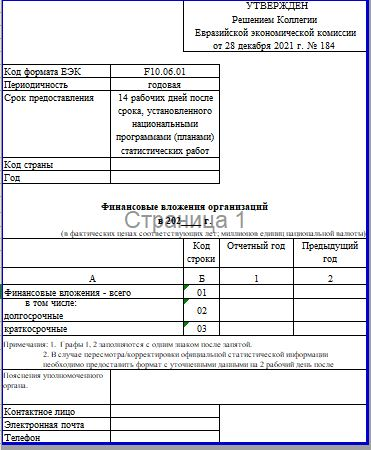 УТВЕРЖДЕН
Решением Коллегии
Евразийской экономической комиссии
от 28 декабря 2021 г. № 184
Код формата ЕЭК F10.06.01
Периодичность годовая
Срок предоставления 14 рабочих дней после
срока, установленного
национальными
программами (планами)
статистических работ
Код страны
Год
Финансовые вложения организаций
в 202___ г.
Страница 1
(в фактических ценах соответствующих лет; миллионов единиц национальной валюты)
Код строки Отчетный год Предыдущий год
А Б 1 2
Финансовые вложения - всего 01
в том числе:
долгосрочные 02
краткосрочные 03
Примечания: 1. Графы 1, 2 заполняются с одним знаком после запятой.
2. В случае пересмотра/корректировки официальной статистической информации
необходимо предоставить формат с уточненными данными на 2 рабочий день после
Пояснения уполномоченного
органа.
Контактное лицо
Электронная почта
Телефон